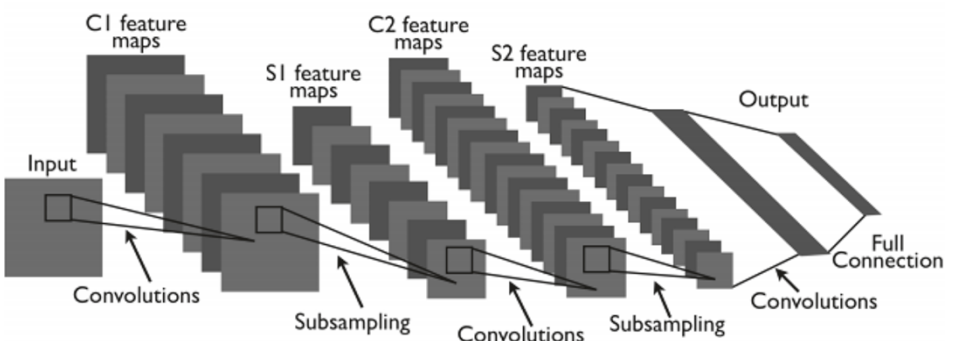 C1 feature
maps
S1 feature
maps
C2 feature
maps
S2 feature
maps
Output
Input
Convolutions
Subsampling
Convolutions
Subsampling
Convolutions
Full
Connection